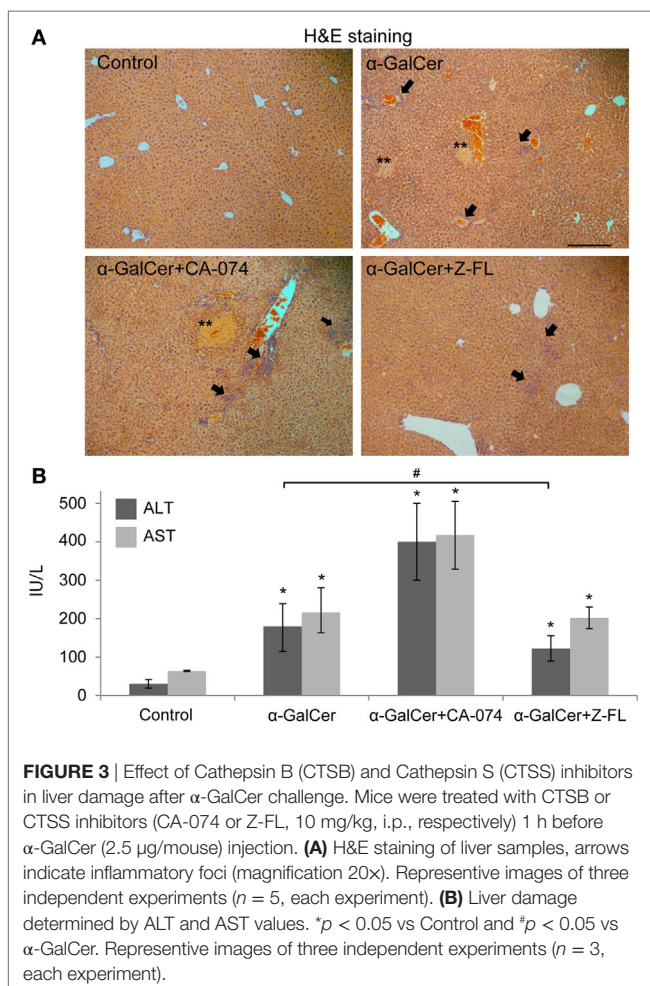 A
H&E staining
Control
α-GalCer
**
**
α-GalCer+CA-074
α-GalCer+Z-FL
**
B
#
500
400
300
200
100
0
IU/L
ALT
AST
* * * * * *
Control α-GalCer α-GalCer+CA-074 α-GalCer+Z-FL
FIGURE 3 | Effect of Cathepsin B (CTSB) and Cathepsin S (CTSS) inhibitors
in liver damage after α-GalCer challenge. Mice were treated with CTSB or
CTSS inhibitors (CA-074 or Z-FL, 10 mg/kg, i.p., respectively) 1 h before
α-GalCer (2.5 μg/mouse) injection. (A) H&E staining of liver samples, arrows
indicate inflammatory foci (magnification 20×). Representive images of three
independent experiments (n = 5, each experiment). (B) Liver damage
determined by ALT and AST values. *p < 0.05 vs Control and #p < 0.05 vs
α-GalCer. Representive images of three independent experiments (n = 3,
each experiment).